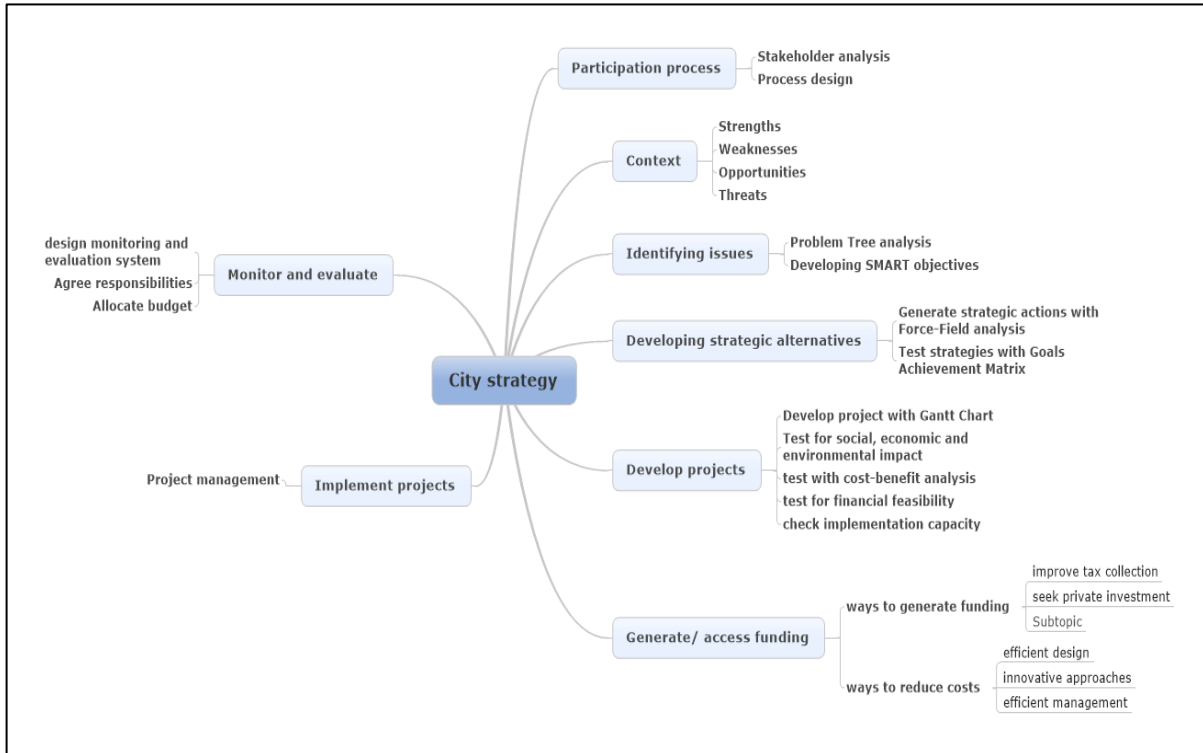 Participation process
Stakeholder analysis
Process design
Context
Strengths
Weaknesses
Opportunities
Threats
Identifying issues
Problem Tree analysis
Developing SMART objectives
Developing strategic alternatives
Generate strategic actions with
Force-Field analysis
Test strategies with Goals
Achievement Matrix
City strategy
Develop projects
Develop project with Gantt Chart
Test for social, economic and
environmental impact
test with cost-benefit analysis
test for financial feasibility
check implementation capacity
Generate/ access funding
ways to generate funding
improve tax collection
seek private investment
Subtopic
ways to reduce costs
efficient design
innovative approaches
efficient management
Monitor and evaluate
design monitoring and
evaluation system
Agree responsibilities
Allocate budget
Implement projects
Project management